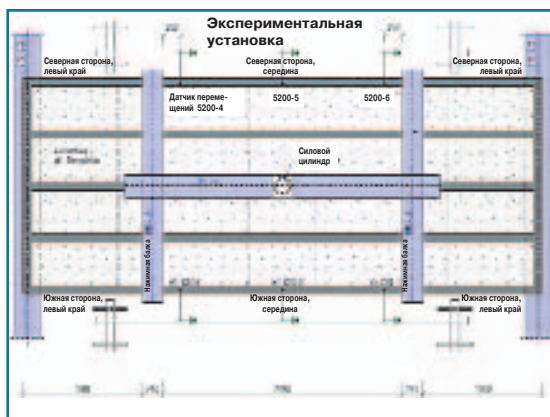 Экспериментальная
установка
Северная сторона,
левый край
Северная сторона,
середина
Северная сторона,
левый край
Датчик переме-
щений 5200-4
5200-5
5200-6
Силовой
цилиндр
Нажимная балка
Нажимная балка
Южная сторона,
левый край
Южная сторона,
середина
Южная сторона,
левый край